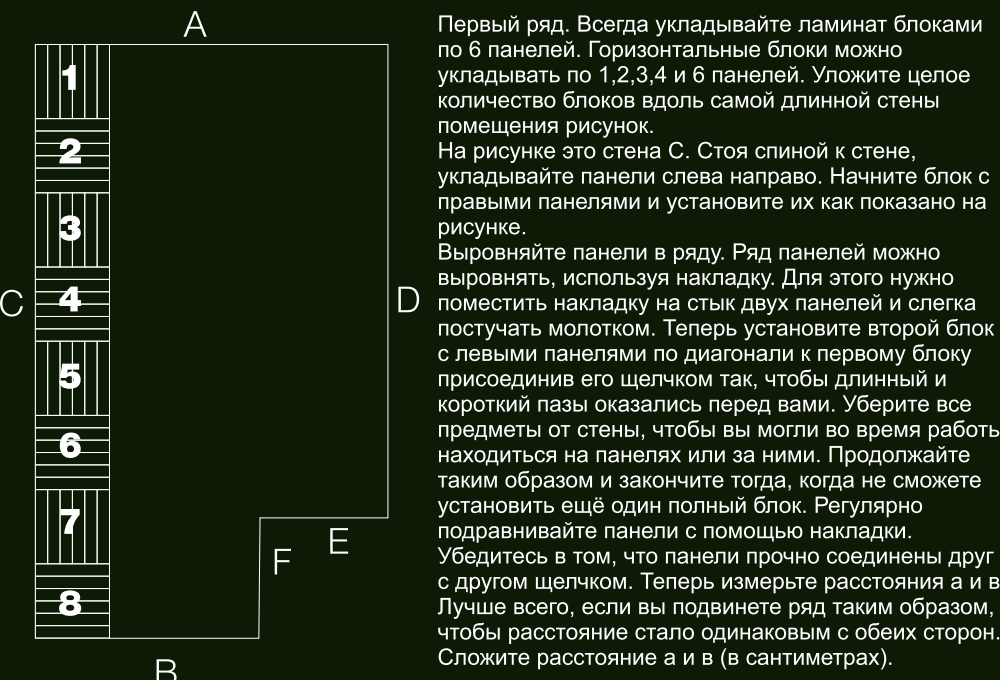 A
1
2
3
4
5
6
7
8
C
D
E
F
B
Первый ряд. Всегда укладывайте ламинат блоками
по 6 панелей. Горизонтальные блоки можно
укладывать по 1,2,3,4 и 6 панелей. Уложите целое
количество блоков вдоль самой длинной стены
помещения рисунок.
На рисунке это стена С. Стоя спиной к стене,
укладывайте панели слева направо. Начните блок с
правыми панелями и установите их как показано на
рисунке.
Выровняйте панели в ряду. Ряд панелей можно
выровнять, используя накладку. Для этого нужно
поместить накладку на стык двух панелей и слегка
постучать молотком. Теперь установите второй блок
с левыми панелями по диагонали к первому блоку
присоединив его щелчком так, чтобы длинный и
короткий пазы оказались перед вами. Уберите все
предметы от стены, чтобы вы могли во время работь
находиться на панелях или за ними. Продолжайте
таким образом и закончите тогда, когда не сможете
установить ещё один полный блок. Регулярно
подравнивайте панели с помощью накладки.
Убедитесь в том, что панели прочно соединены друг
с другом щелчком. Теперь измерьте расстояния а и в
Лучше всего, если вы подвинете ряд таким образом,
чтобы расстояние стало одинаковым с обеих сторон.
Сложите расстояние а и в (в сантиметрах).